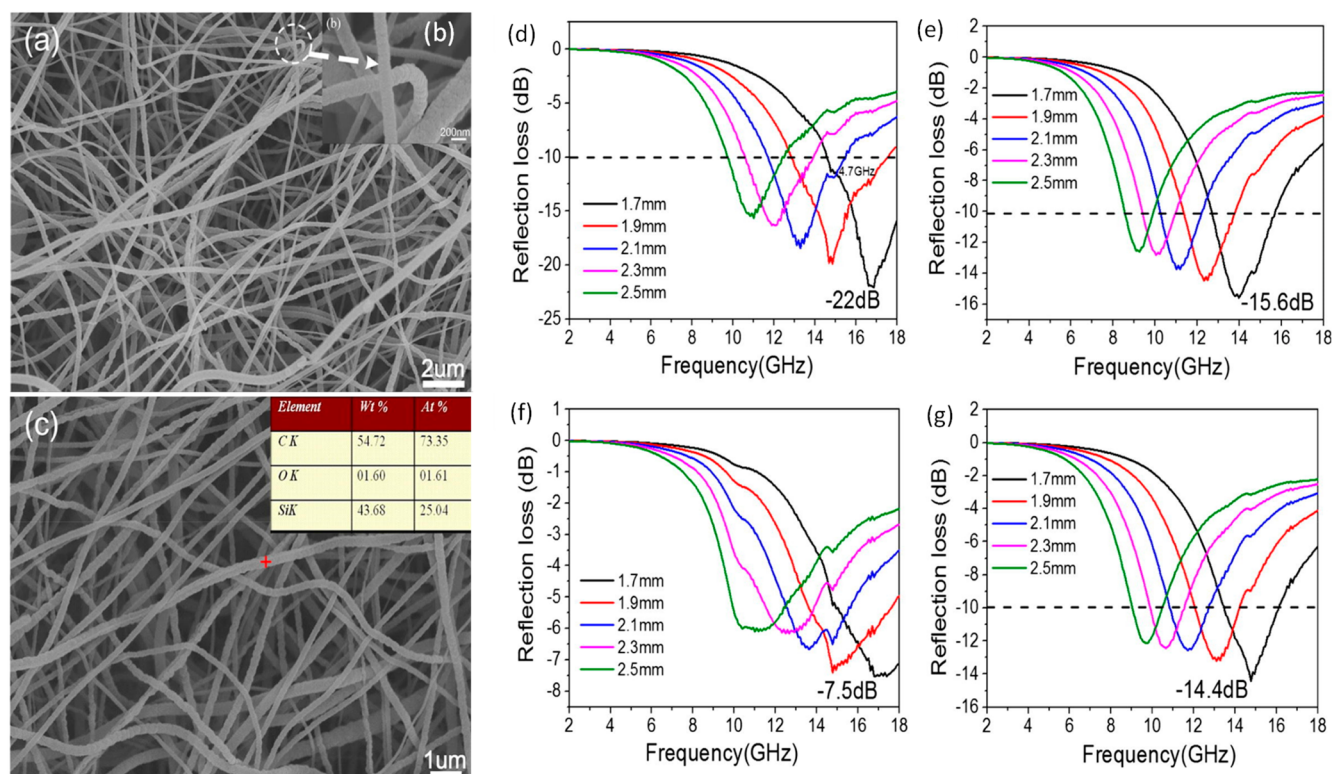 (a)
(b)
(b)
200nm
2um
(c)
Element Wt % At %
C K 54.72 73.35
O K 01.60 01.61
SiK 43.68 25.04
1um
(d)
0
-5
-10
-15
-20
-25
Reflection loss (dB)
4.7GHz
1.7mm
1.9mm
2.1mm
2.3mm
2.5mm
-22dB
2 4 6 8 10 12 14 16 18
Frequency(GHz)
(e)
2
0
-2
-4
-6
-8
-10
-12
-14
-16
Reflection loss (dB)
1.7mm
1.9mm
2.1mm
2.3mm
2.5mm
-15.6dB
2 4 6 8 10 12 14 16 18
Frequency(GHz)
(f)
1
0
-1
-2
-3
-4
-5
-6
-7
-8
Reflection loss (dB)
1.7mm
1.9mm
2.1mm
2.3mm
2.5mm
-7.5dB
2 4 6 8 10 12 14 16 18
Frequency(GHz)
(g)
2
0
-2
-4
-6
-8
-10
-12
-14
-16
Reflection loss (dB)
1.7mm
1.9mm
2.1mm
2.3mm
2.5mm
-14.4dB
2 4 6 8 10 12 14 16 18
Frequency(GHz)